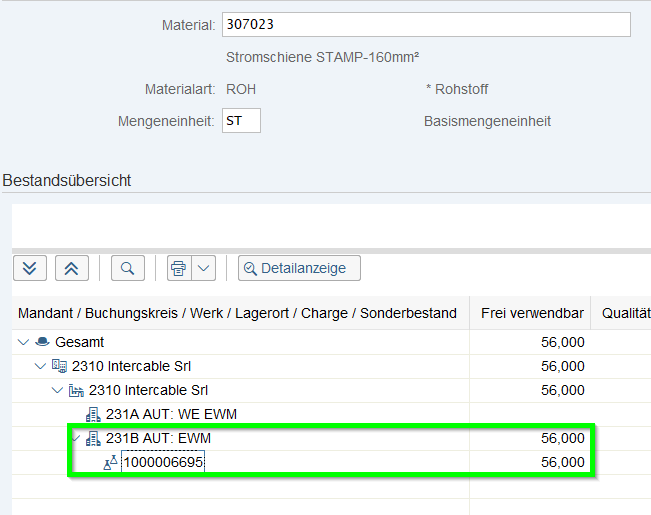 Material: 307023
Stromschiene STAMP-160mm²
Materialart: ROH * Rohstoff
Mengeneinheit: ST Basismengeneinheit
Bestandsübersicht
Detailanzeige
Mandant / Buchungskreis / Werk / Lagerort / Charge / Sonderbestand Frei verwendbar Qualität
Gesamt 56,000
2310 Intercable Srl 56,000
2310 Intercable Srl 56,000
231A AUT: WE EWM
231B AUT: EWM 56,000
1000006695 56,000